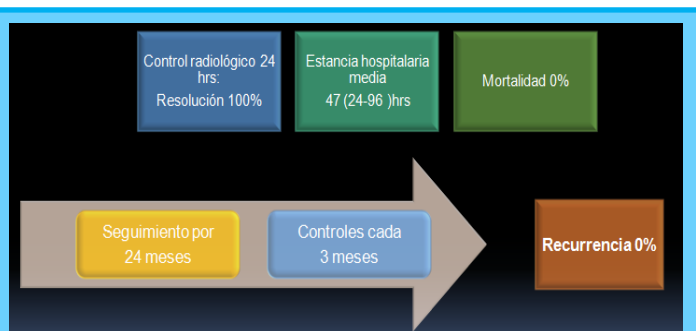 Control radiológico 24
hrs:
Resolución 100%
Estancia hospitalaria
media
47 (24-96 )hrs
Mortalidad 0%
Seguimiento por
24 meses
Controles cada
3 meses
Recurrencia 0%